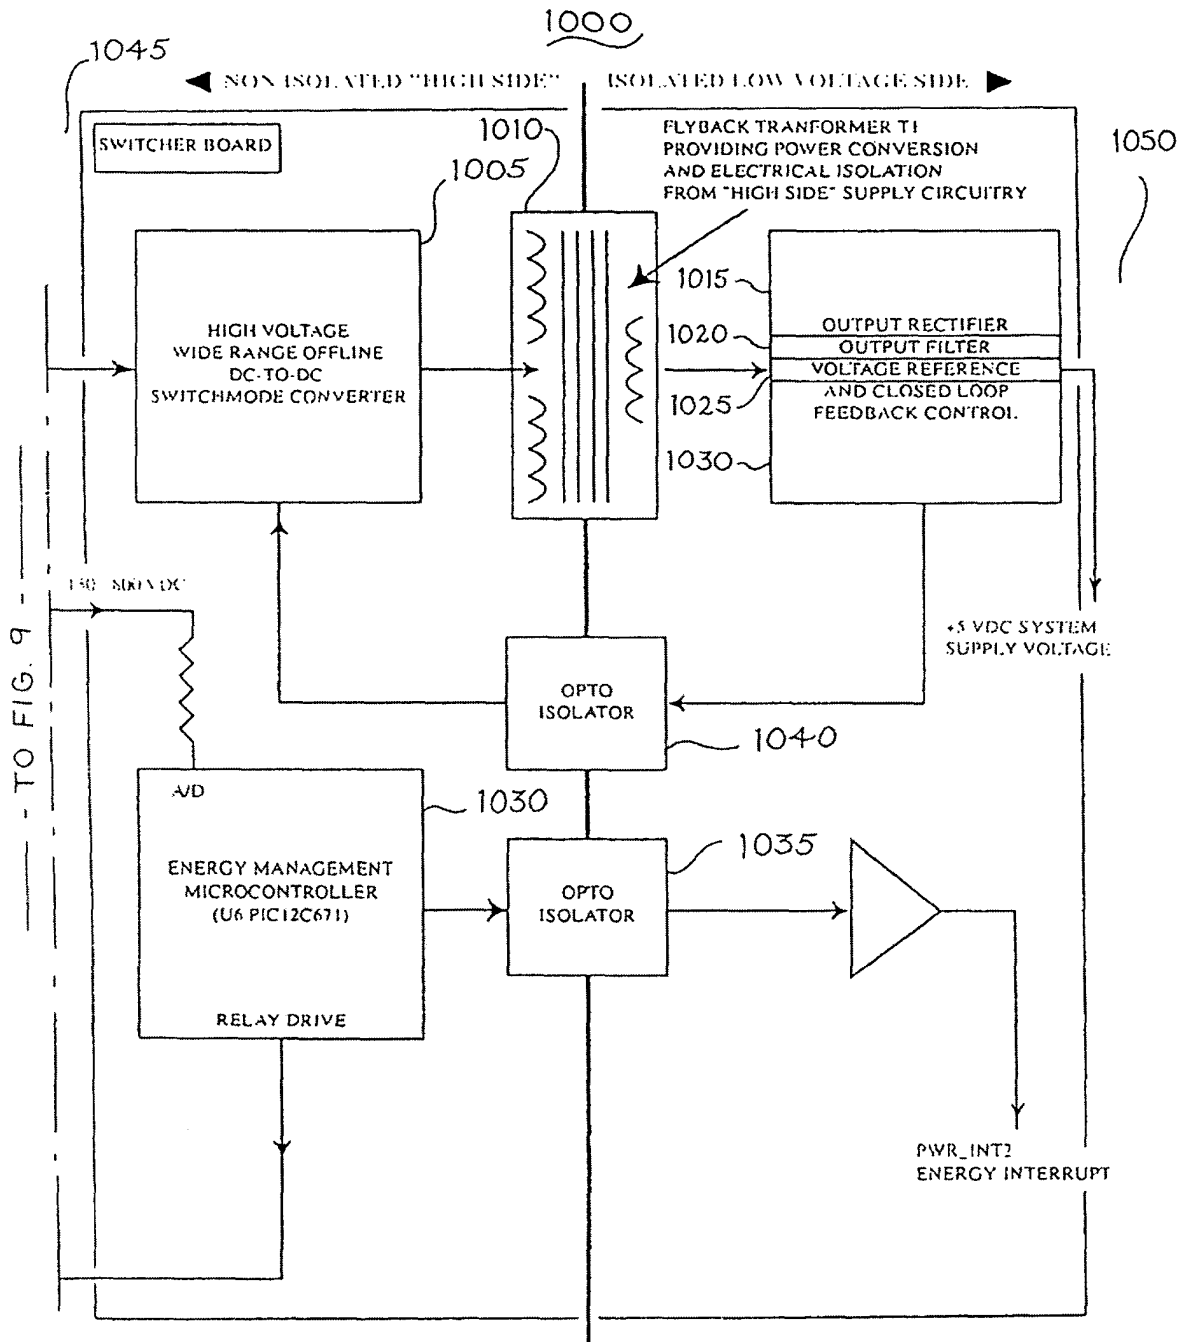 1000
1045
NON ISOLATED "HIGH SIDE"
ISOLATED LOW VOLTAGE SIDE
SWITCHER BOARD
1010
FLYBACK TRANFORMER T1
PROVIDING POWER CONVERSION
AND ELECTRICAL ISOLATION
FROM "HIGH SIDE" SUPPLY CIRCUITRY
1050
1005
HIGH VOLTAGE
WIDE RANGE OFFLINE
DC-TO-DC
SWITCHMODE CONVERTER
1015
1020
1025
1030
OUTPUT RECTIFIER
OUTPUT FILTER
VOLTAGE REFERENCE
AND CLOSED LOOP
FEEDBACK CONTROL
TO FIG. 9
VDC
+5 VDC SYSTEM
SUPPLY VOLTAGE
OPTO
ISOLATOR
1040
A/D
1030
ENERGY MANAGEMENT
MICROCONTROLLER
(U6 PIC12C671)
RELAY DRIVE
1035
OPTO
ISOLATOR
PWR_INT2
ENERGY INTERRUPT